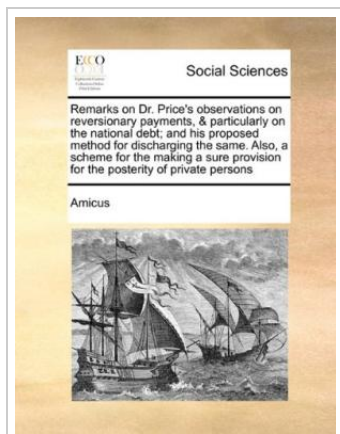 ECCO
Social Sciences
Remarks on Dr. Price's observations on
reversionary payments, & particularly on
the national debt; and his proposed
method for discharging the same. Also, a
scheme for the making a sure provision
for the posterity of private persons
Amicus